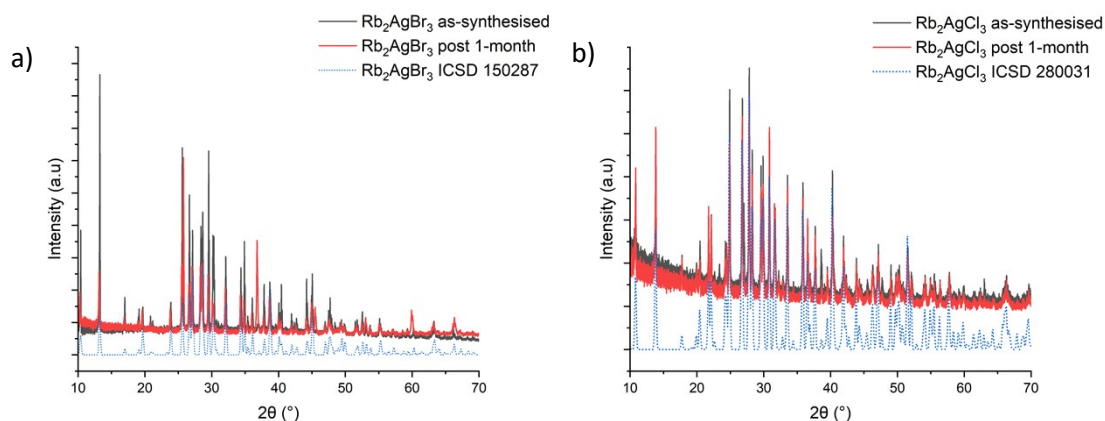 a)
Rb₂AgBr₃ as-synthesised
Rb₂AgBr₃ post 1-month
Rb₂AgBr₃ ICSD 150287
Intensity (a.u)
10 20 30 40 50 60 70
2θ (°)
b)
Rb₂AgCl₃ as-synthesised
Rb₂AgCl₃ post 1-month
Rb₂AgCl₃ ICSD 280031
Intensity (a.u)
10 20 30 40 50 60 70
2θ (°)